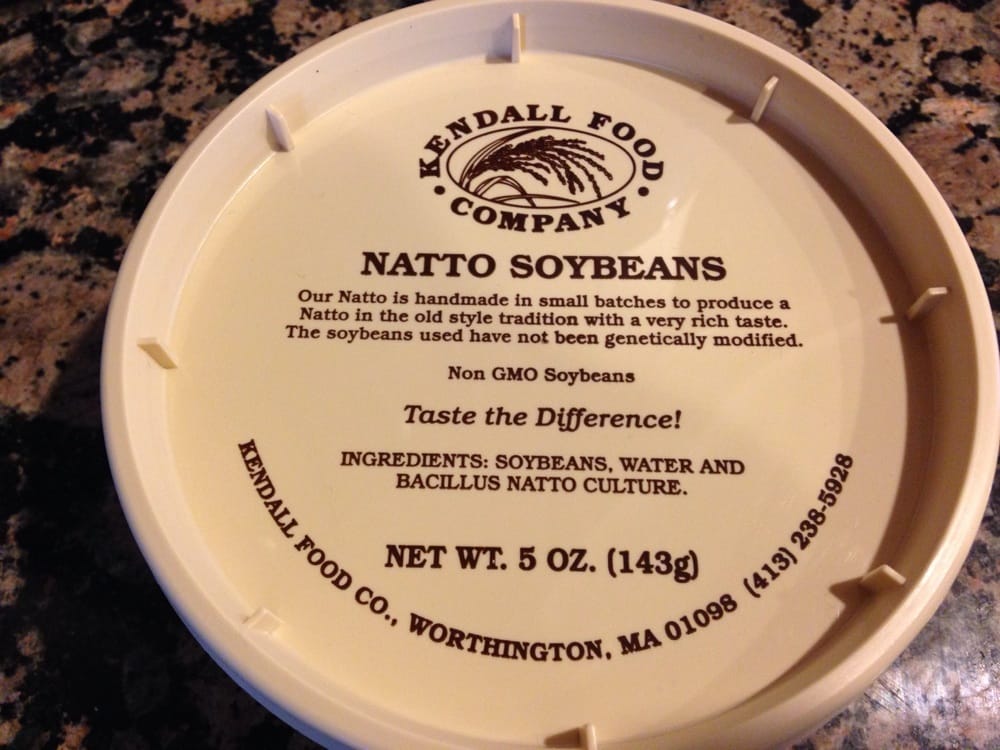 KENDALL FOOD
COMPANY
NATTO SOYBEANS
Our Natto is handmade in small batches to produce a
Natto in the old style tradition with a very rich taste.
The soybeans used have not been genetically modified.
Non GMO Soybeans
Taste the Difference!
INGREDIENTS: SOYBEANS, WATER AND
BACILLUS NATTO CULTURE.
NET WT. 5 OZ. (143g)
KENDALL FOOD CO., WORTHINGTON, MA 01098 (413) 238-5928